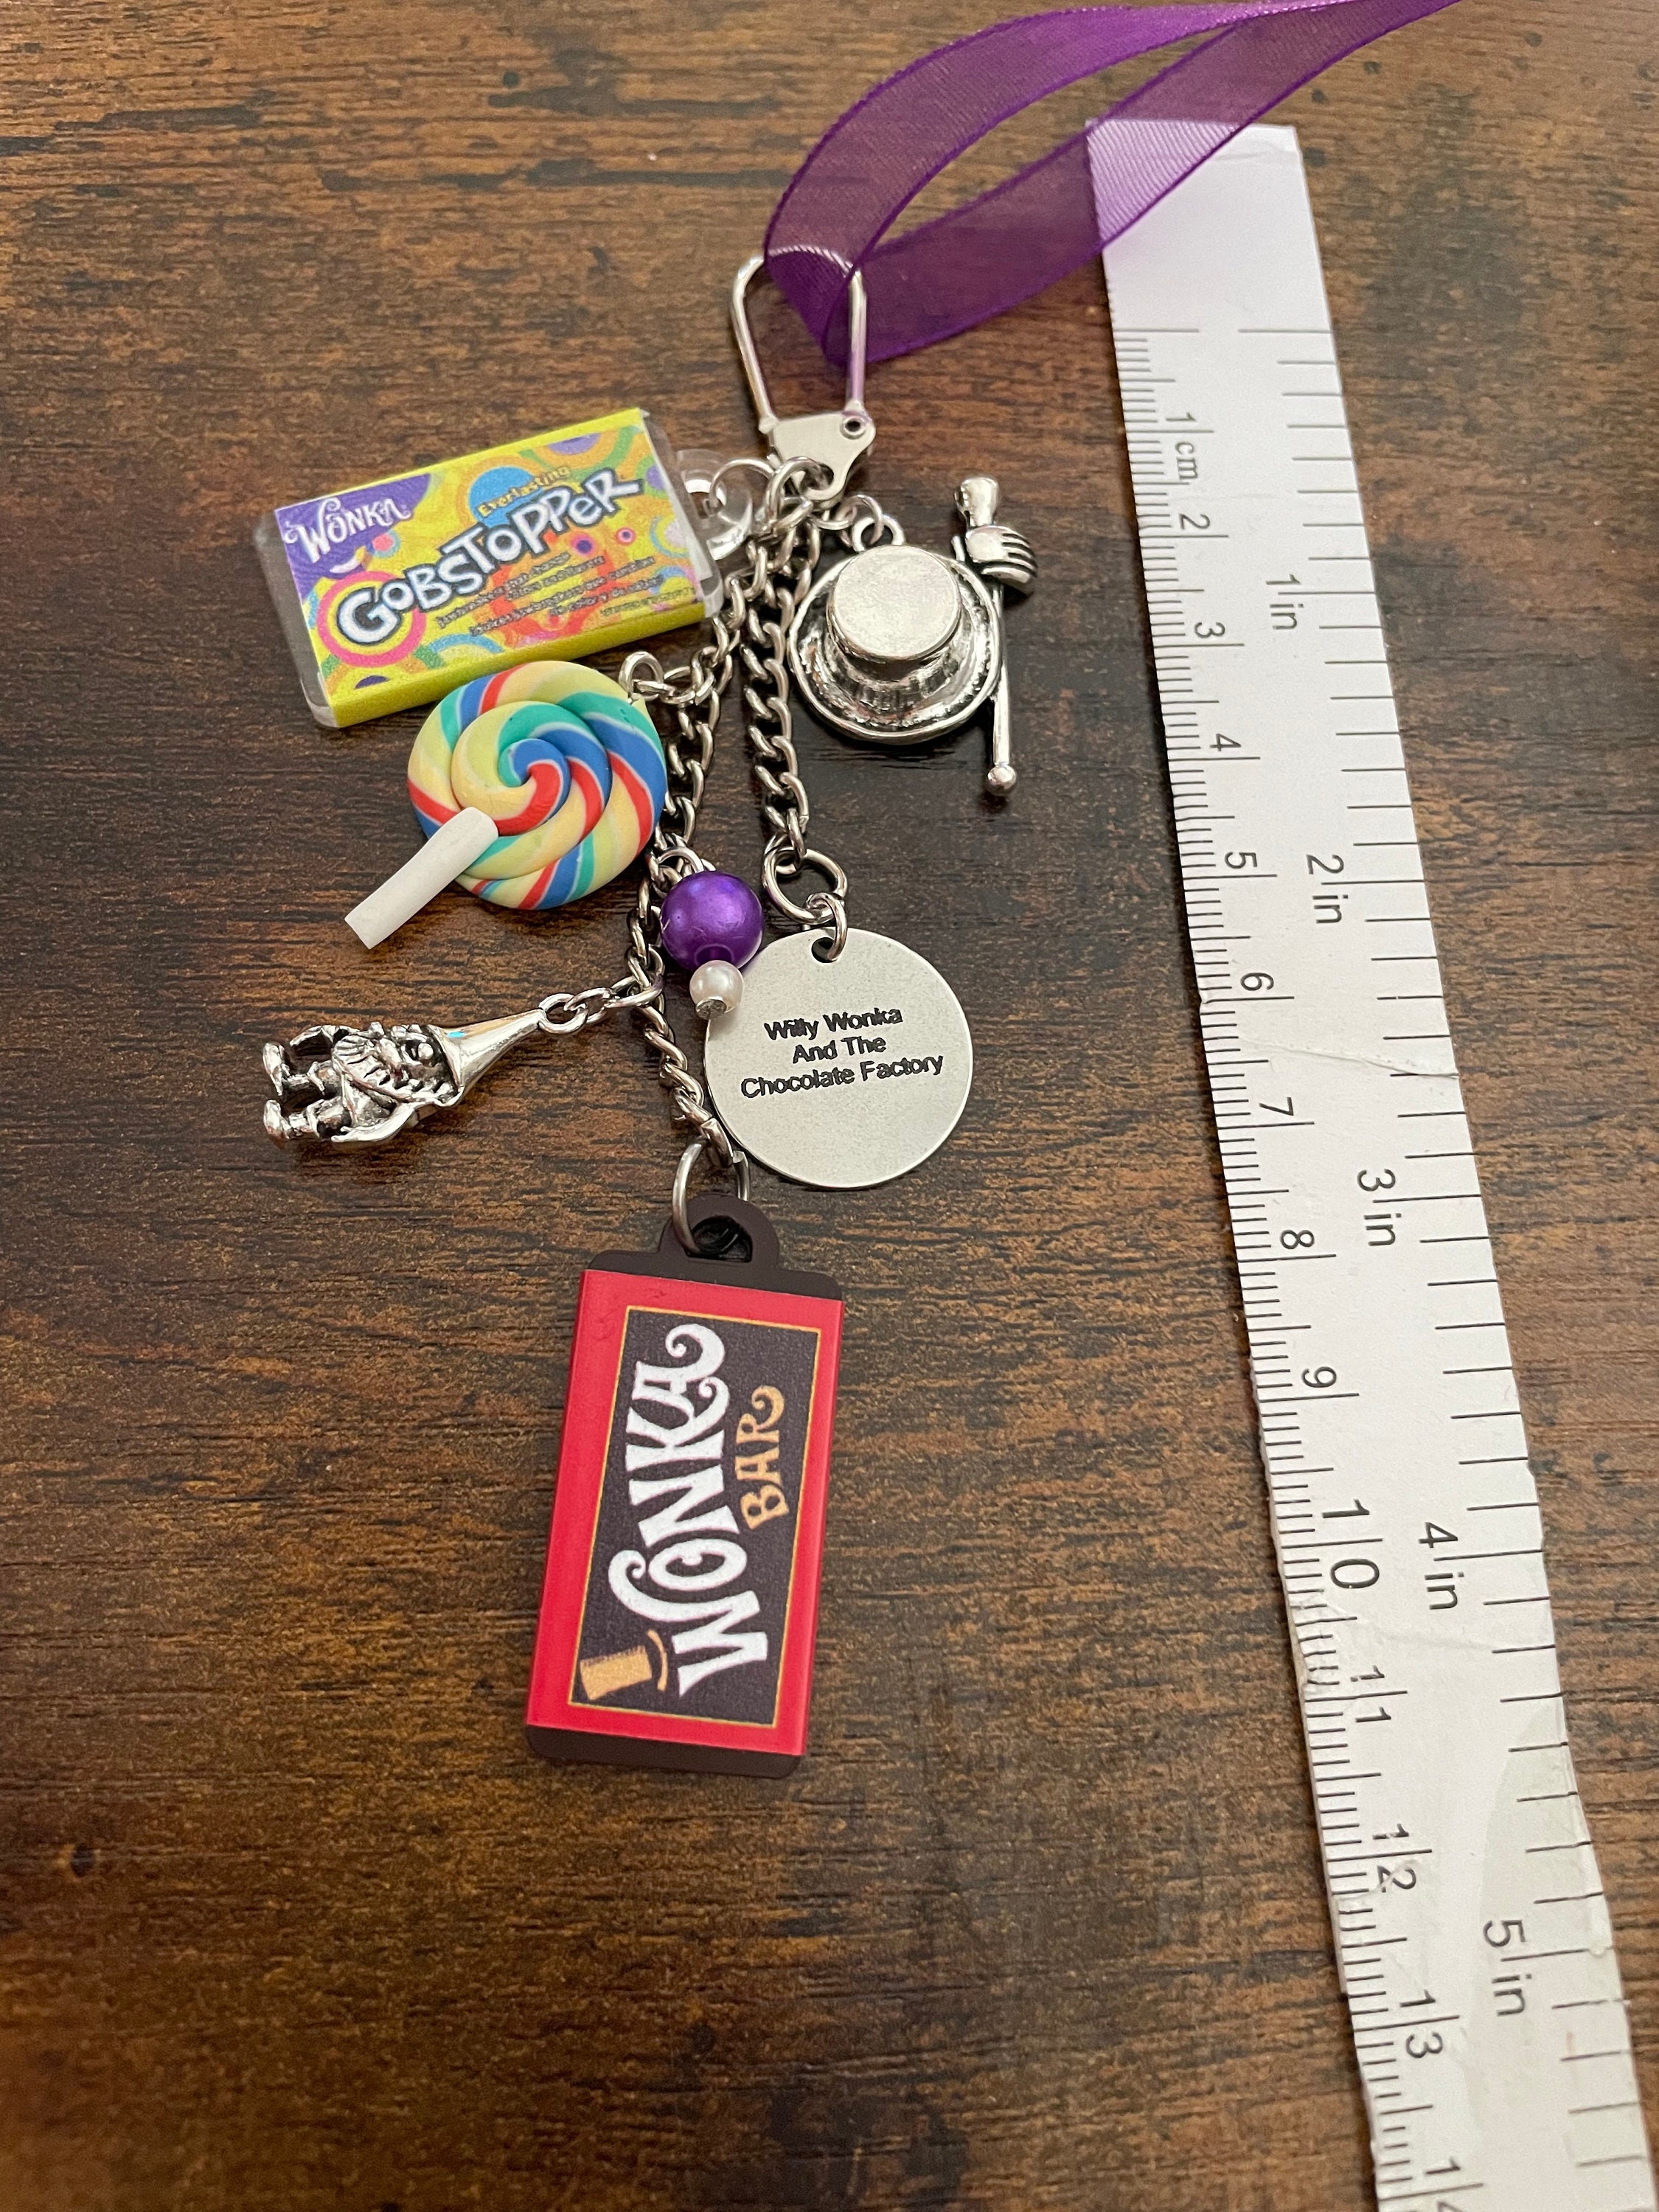 WONKA
Everlasting
GOBSTOPPER
Willy Wonka
And The
Chocolate Factory
WONKA
BAR
1 cm
2
3
4
5
6
7
8
9
10
11
12
13
1 in
2 in
3 in
4 in
5 in